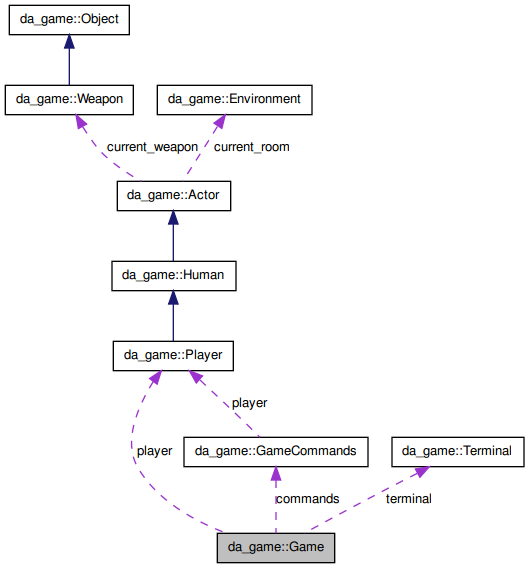 da_game::Object
da_game::Weapon
da_game::Environment
current_weapon
current_room
da_game::Actor
da_game::Human
da_game::Player
player
player
da_game::GameCommands
da_game::Terminal
commands
terminal
da_game::Game